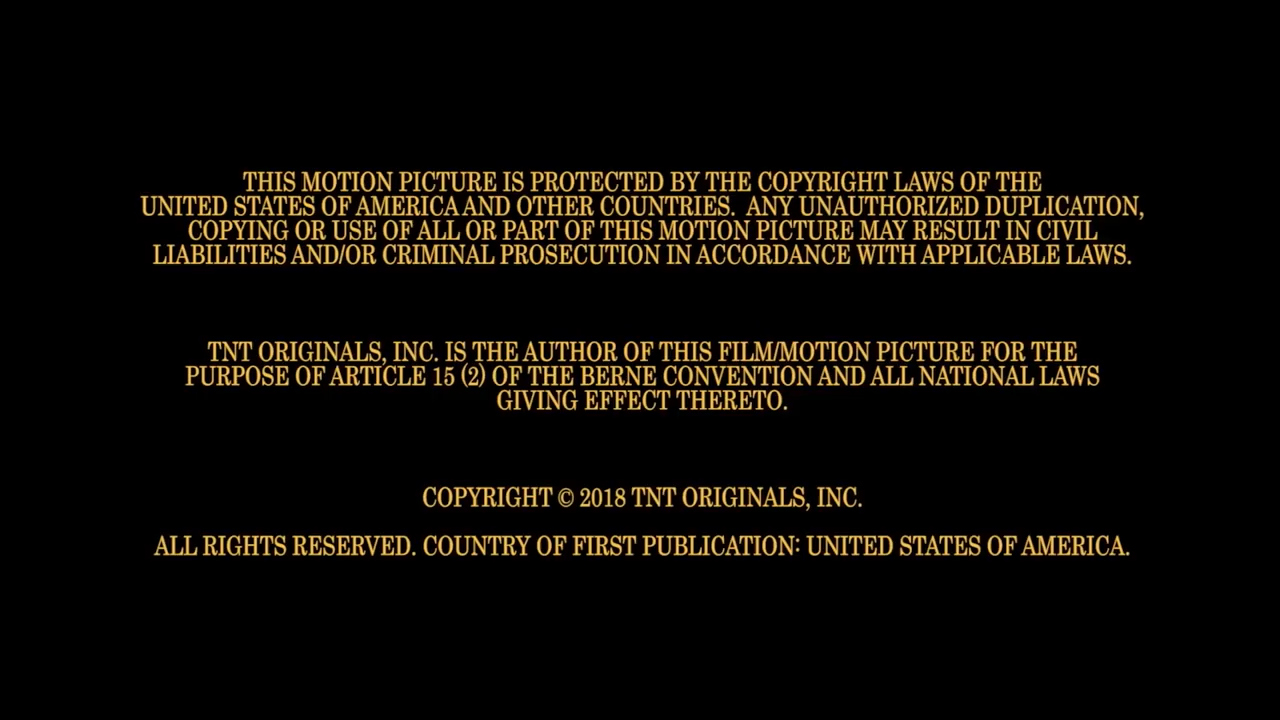 THIS MOTION PICTURE IS PROTECTED BY THE COPYRIGHT LAWS OF THE
UNITED STATES OF AMERICA AND OTHER COUNTRIES.  ANY UNAUTHORIZED DUPLICATION,
COPYING OR USE OF ALL OR PART OF THIS MOTION PICTURE MAY RESULT IN CIVIL
LIABILITIES AND/OR CRIMINAL PROSECUTION IN ACCORDANCE WITH APPLICABLE LAWS.
TNT ORIGINALS, INC. IS THE AUTHOR OF THIS FILM/MOTION PICTURE FOR THE
PURPOSE OF ARTICLE 15 (2) OF THE BERNE CONVENTION AND ALL NATIONAL LAWS
GIVING EFFECT THERETO.
COPYRIGHT © 2018 TNT ORIGINALS, INC.
ALL RIGHTS RESERVED. COUNTRY OF FIRST PUBLICATION: UNITED STATES OF AMERICA.